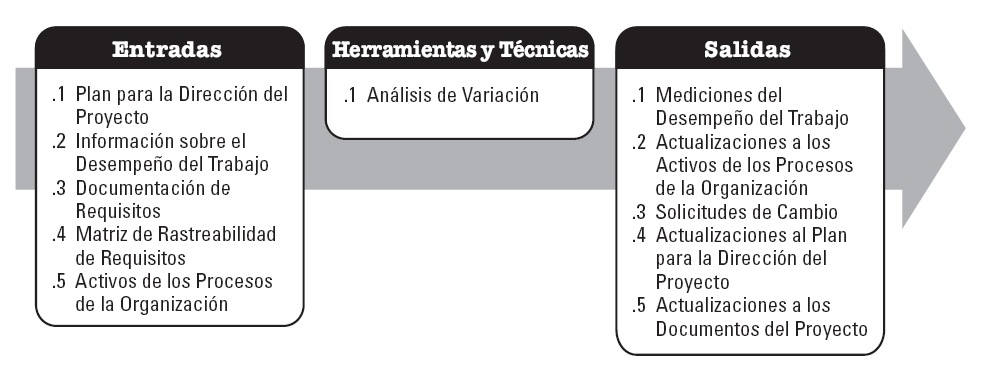 Entradas
.1 Plan para la Dirección del
Proyecto
.2 Información sobre el
Desempeño del Trabajo
.3 Documentación de
Requisitos
.4 Matriz de Rastreabilidad
de Requisitos
.5 Activos de los Procesos
de la Organización
Herramientas y Técnicas
.1 Análisis de Variación
Salidas
.1 Mediciones del
Desempeño del Trabajo
.2 Actualizaciones a los
Activos de los Procesos
de la Organización
.3 Solicitudes de Cambio
.4 Actualizaciones al Plan
para la Dirección del
Proyecto
.5 Actualizaciones a los
Documentos del Proyecto